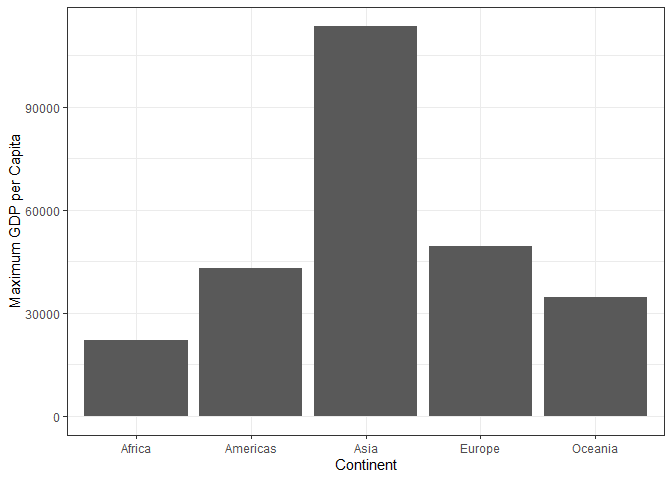 Maximum GDP per Capita
90000
60000
30000
0
Africa Americas Asia Europe Oceania
Continent